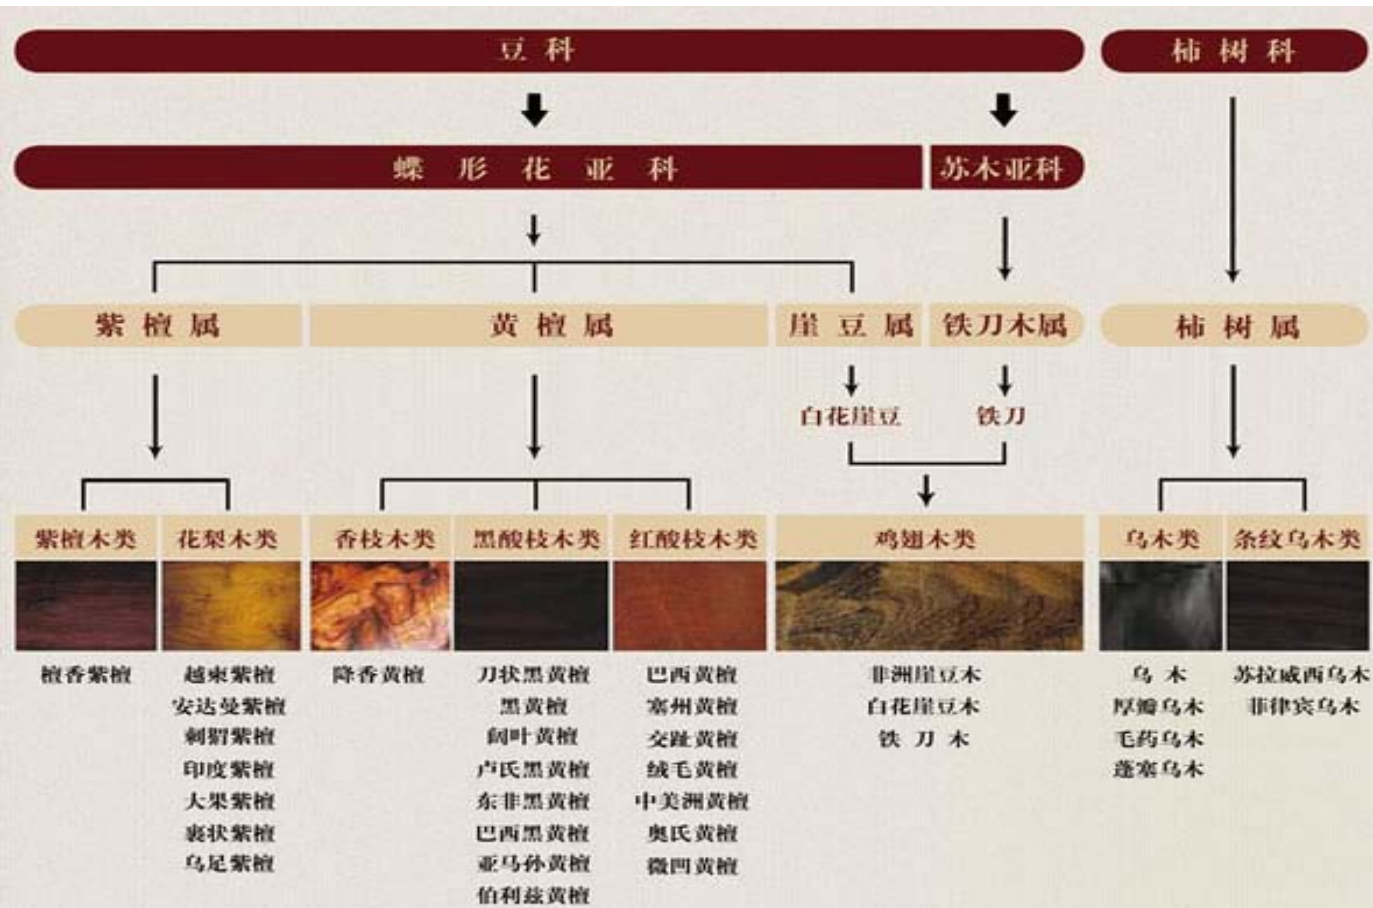 豆科
柿树科
蝶形花亚科
苏木亚科
紫檀属
黄檀属
崖豆属
铁刀木属
柿树属
白花崖豆
铁刀
紫檀木类
花梨木类
香枝木类
黑酸枝木类
红酸枝木类
鸡翅木类
乌木类
条纹乌木类
檀香紫檀
越柬紫檀
安达曼紫檀
刺猬紫檀
印度紫檀
大果紫檀
囊状紫檀
乌足紫檀
降香黄檀
刀状黑黄檀
黑黄檀
阔叶黄檀
卢氏黑黄檀
东非黑黄檀
巴西黑黄檀
亚马孙黄檀
伯利兹黄檀
巴西黄檀
塞州黄檀
交趾黄檀
绒毛黄檀
中美洲黄檀
奥氏黄檀
微凹黄檀
非洲崖豆木
白花崖豆木
铁刀木
乌木
厚瓣乌木
毛药乌木
蓬塞乌木
苏拉威西乌木
菲律宾乌木